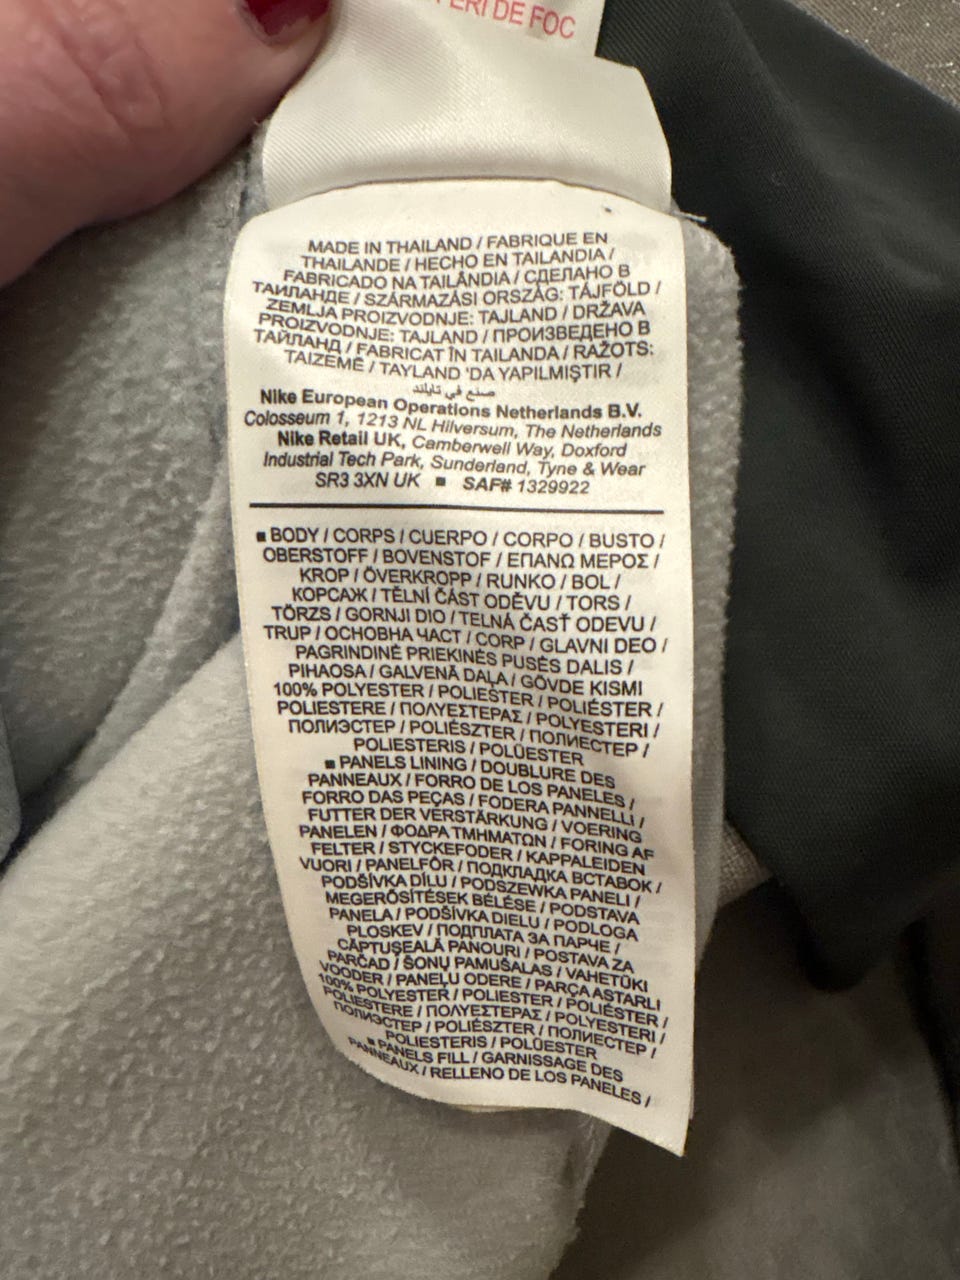 DE FOC
MADE IN THAILAND / FABRIQUE EN
THAILANDE / HECHO EN TAILANDIA /
FABRICADO NA TAILÂNDIA / СДЕЛАНО В
ТАИЛАНДЕ / SZÁRMAZÁSI ORSZÁG: TÁJFÖLD /
ZEMLJA PROIZVODNJE: TAJLAND / DRŽAVA
PROIZVODNJE: TAJLAND / ПРОИЗВЕДЕНО В
ТАЙЛАНД / FABRICAT ÎN TAILANDA / RAŽOTS:
TAIZEMĒ / TAYLAND 'DA YAPILMIŞTIR /
صنع في تايلاند
Nike European Operations Netherlands B.V.
Colosseum 1, 1213 NL Hilversum, The Netherlands
Nike Retail UK, Camberwell Way, Doxford
Industrial Tech Park, Sunderland, Tyne & Wear
SR3 3XN UK ■ SAF# 1329922
■ BODY / CORPS / CUERPO / CORPO / BUSTO /
OBERSTOFF / BOVENSTOF / ΕΠΑΝΩ ΜΕΡΟΣ /
KROP / ÖVERKROPP / RUNKO / BOL /
КОРСАЖ / TĚLNÍ ČÁST ODĚVU / TORS /
TÖRZS / GORNJI DIO / TELNÁ ČASŤ ODEVU /
TRUP / ОСНОВНА ЧАСТ / CORP / GLAVNI DEO /
PAGRINDINĖ PRIEKINĖS PUSĖS DALIS /
PIHAOSA / GALVENĀ DAĻA / GÖVDE KISMI
100% POLYESTER / POLIESTER / POLIÉSTER /
POLIESTERE / ΠΟΛΥΕΣΤΕΡΑΣ / POLYESTERI /
ПОЛИЭСТЕР / POLIÉSZTER / ПОЛИЕСТЕР /
POLIESTERIS / POLÜESTER
■ PANELS LINING / DOUBLURE DES
PANNEAUX / FORRO DE LOS PANELES /
FORRO DAS PEÇAS / FODERA PANNELLI /
FUTTER DER VERSTÄRKUNG / VOERING
PANELEN / ΦΟΔΡΑ ΤΜΗΜΑΤΩΝ / FORING AF
FELTER / STYCKEFODER / KAPPALEIDEN
VUORI / PANELFÔR / ПОДКЛАДКА ВСТАВОК /
PODŠÍVKA DÍLU / PODSZEWKA PANELI /
MEGERŐSÍTÉSEK BÉLÉSE / PODSTAVA
PANELA / PODŠÍVKA DIELU / PODLOGA
PLOSKEV / ПОДПЛАТА ЗА ПАРЧЕ /
CĂPTUȘEALĂ PANOURI / POSTAVA ZA
PARČAD / ŠONŲ PAMUŠALAS / VAHETÜKI
VOODER / PANEĻU ODERE / PARÇA ASTARLI
100% POLYESTER / POLIESTER / POLIÉSTER /
POLIESTERE / ΠΟΛΥΕΣΤΕΡΑΣ / POLYESTERI /
ПОЛИЭСТЕР / POLIÉSZTER / ПОЛИЕСТЕР /
POLIESTERIS / POLÜESTER
■ PANELS FILL / GARNISSAGE DES
PANNEAUX / RELLENO DE LOS PANELES /